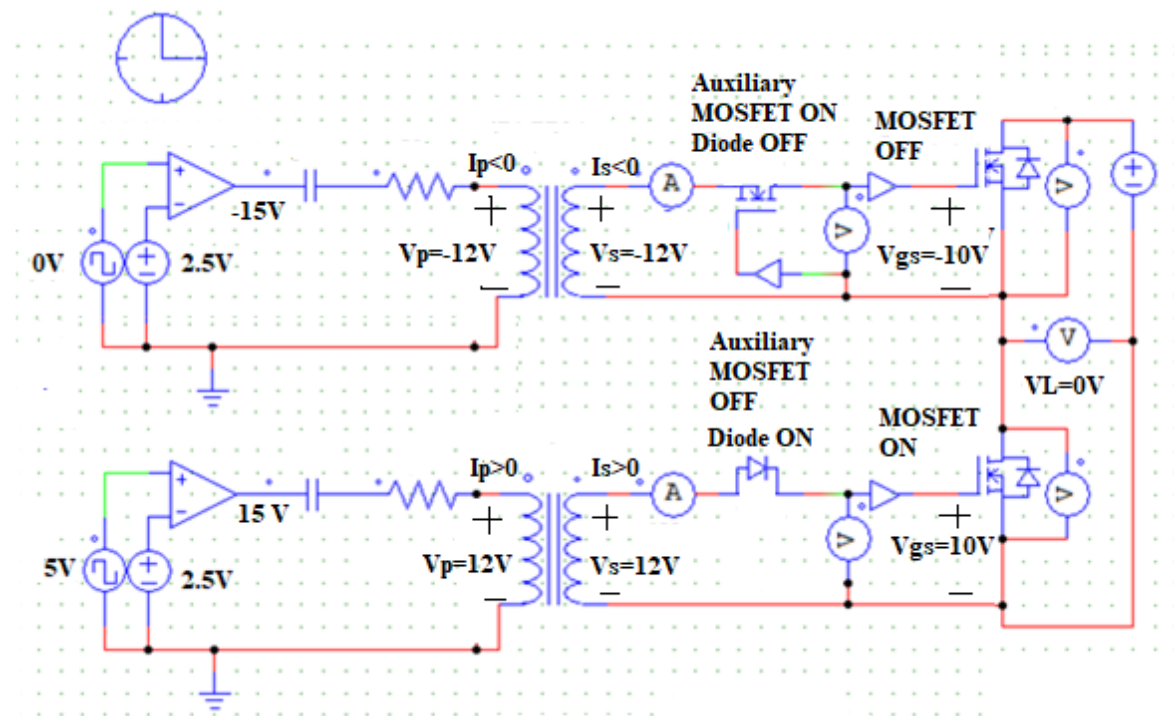 Auxiliary
MOSFET ON
Diode OFF
MOSFET
OFF
Ip<0
Is<0
A
-15V
+
+
+
V
V
0V
2.5V
Vp=-12V
Vs=-12V
Vgs=-10V
V
VL=0V
Auxiliary
MOSFET
OFF
Diode ON
MOSFET
ON
Ip>0
Is>0
A
15 V
+
+
+
V
V
5V
2.5V
Vp=12V
Vs=12V
Vgs=10V